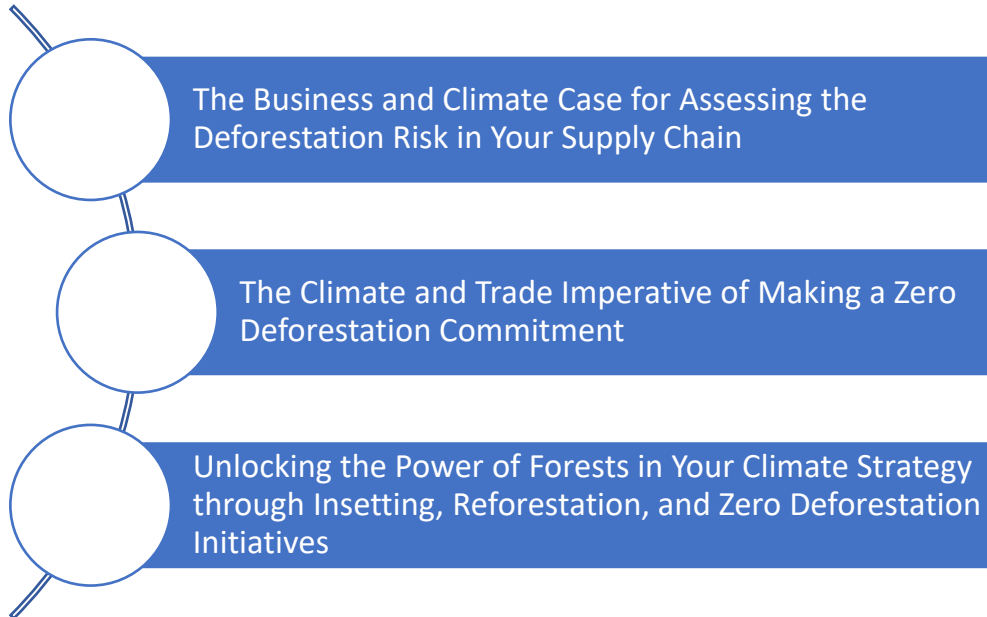 The Business and Climate Case for Assessing the
Deforestation Risk in Your Supply Chain
The Climate and Trade Imperative of Making a Zero
Deforestation Commitment
Unlocking the Power of Forests in Your Climate Strategy
through Insetting, Reforestation, and Zero Deforestation
Initiatives